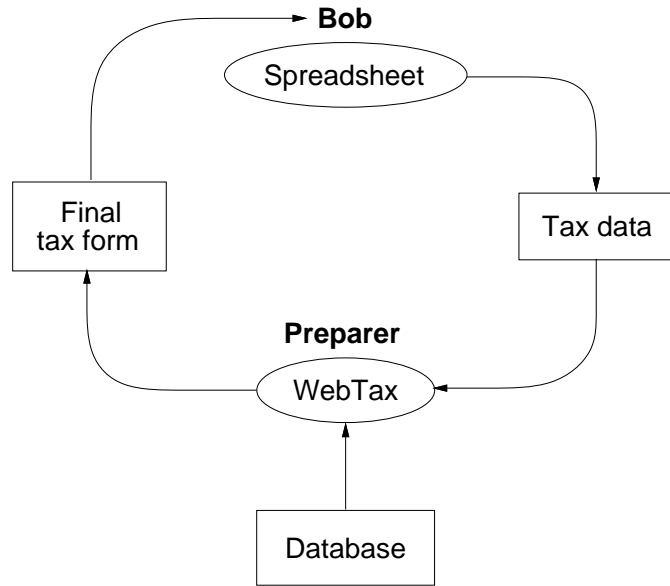 Bob
Spreadsheet
Final
tax form
Tax data
Preparer
WebTax
Database